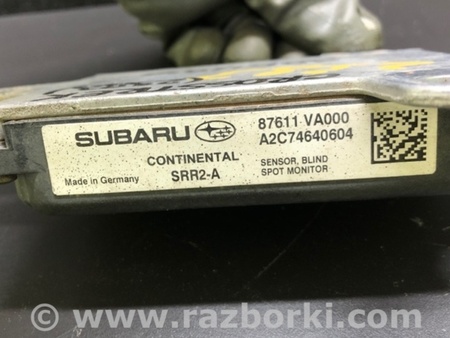 SUBARU
87611 VA000
A2C74640604
CONTINENTAL
SRR2-A
SENSOR, BLIND
SPOT MONITOR
Made in Germany
© www.razborki.com